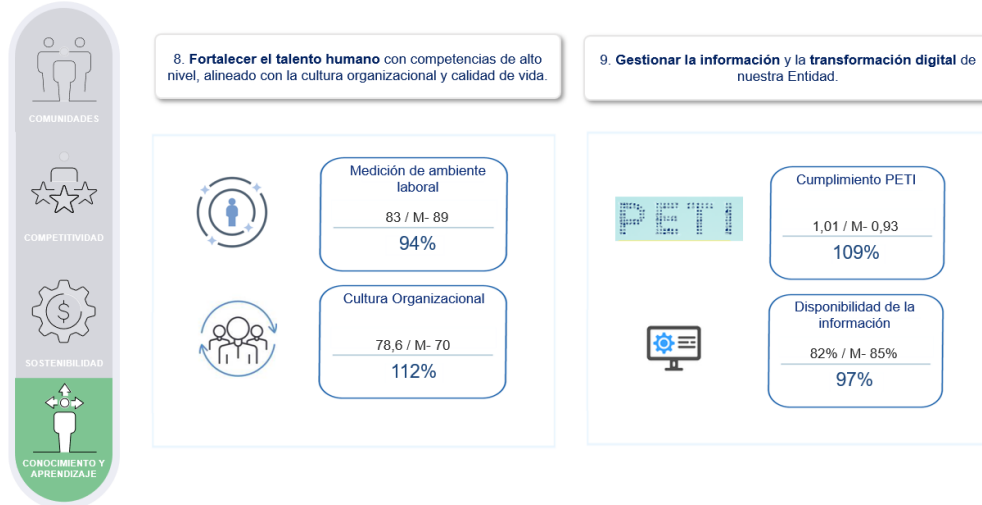 COMUNIDADES
COMPETITIVIDAD
SOSTENIBILIDAD
CONOCIMIENTO Y
APRENDIZAJE
8. Fortalecer el talento humano con competencias de alto
nivel, alineado con la cultura organizacional y calidad de vida.
Medición de ambiente
laboral
83 / M- 89
94%
Cultura Organizacional
78,6 / M- 70
112%
9. Gestionar la información y la transformación digital de
nuestra Entidad.
PETI
Cumplimiento PETI
1,01 / M- 0,93
109%
Disponibilidad de la
información
82% / M- 85%
97%